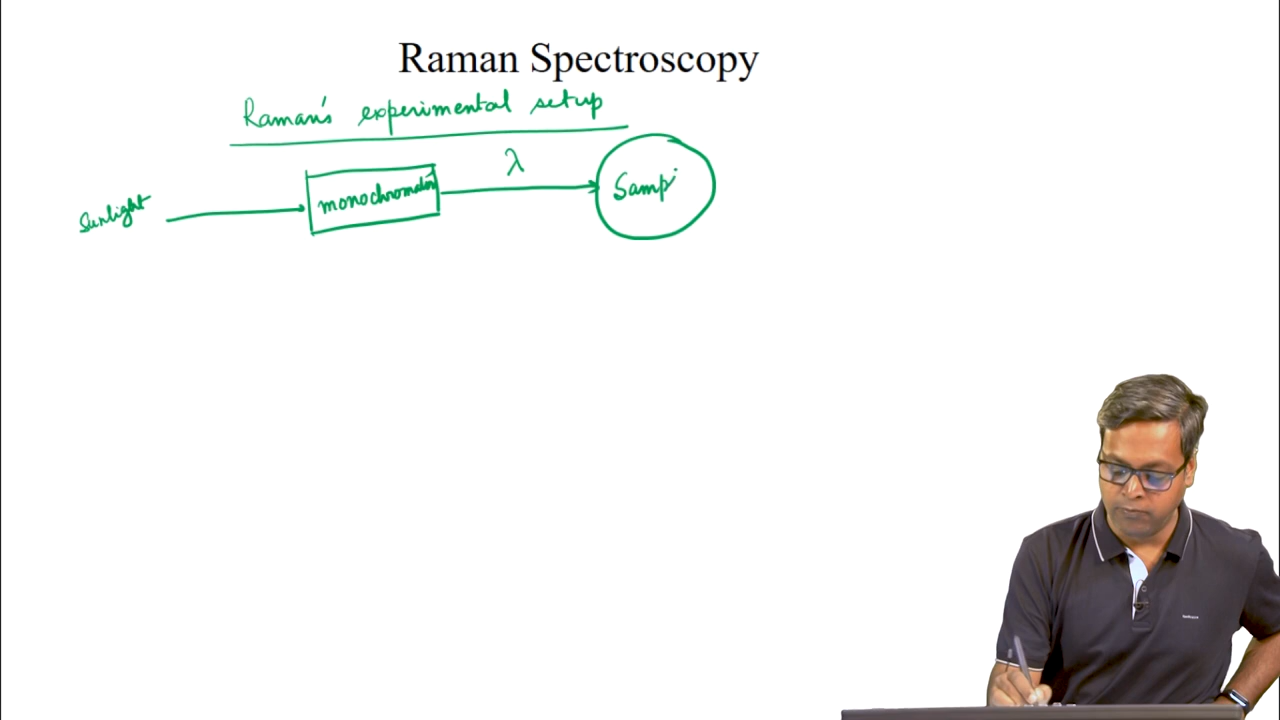 Raman Spectroscopy
Raman's experimental setup
λ
Sunlight
monochromator
Samp